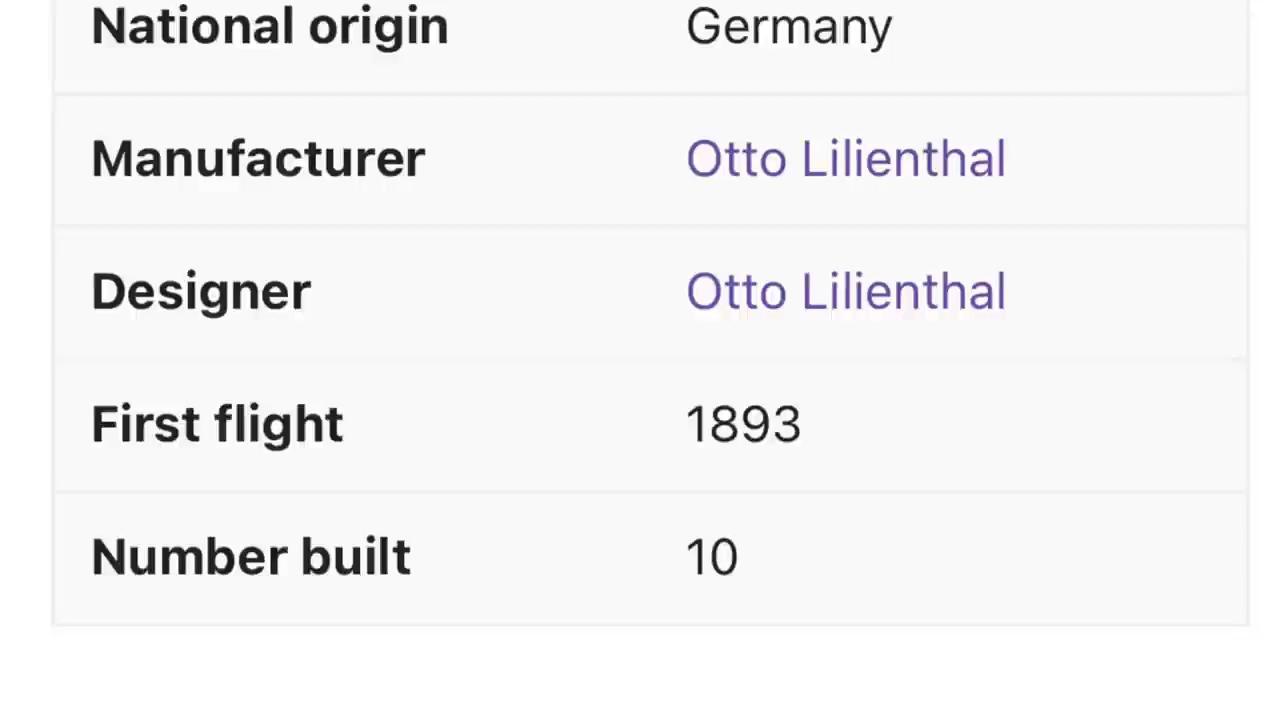 National origin Germany
Manufacturer Otto Lilienthal
Designer Otto Lilienthal
First flight 1893
Number built 10